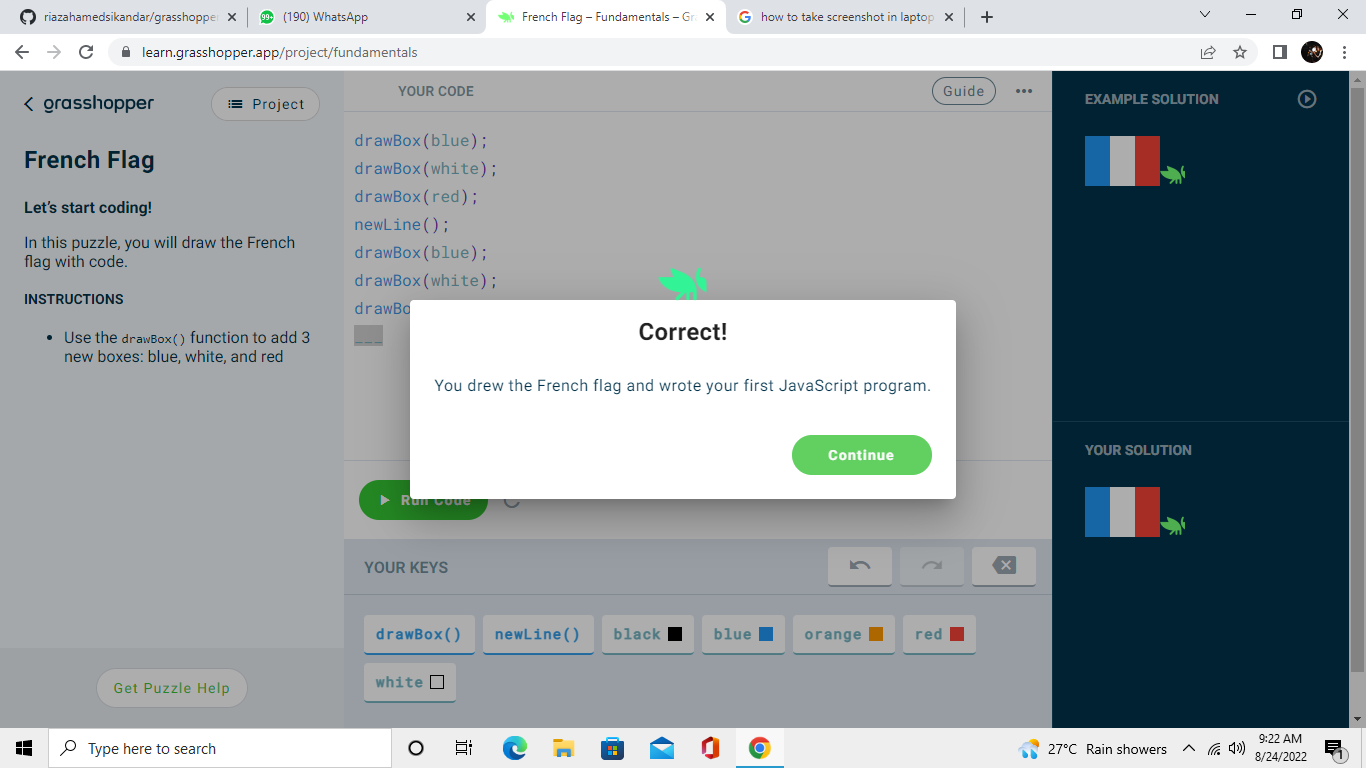 riazahamedsikandar/grasshopper
99+
(190) WhatsApp
French Flag – Fundamentals – Gr
how to take screenshot in laptop
learn.grasshopper.app/project/fundamentals
grasshopper
Project
French Flag
Let's start coding!
In this puzzle, you will draw the French
flag with code.
INSTRUCTIONS
• Use the drawBox() function to add 3
new boxes: blue, white, and red
Get Puzzle Help
YOUR CODE
Guide
drawBox(blue);
drawBox(white);
drawBox(red);
newLine();
drawBox(blue);
drawBox(white);
drawBo
___
Correct!
You drew the French flag and wrote your first JavaScript program.
Continue
Run Code
YOUR KEYS
drawBox()
newLine()
black
blue
orange
red
white
EXAMPLE SOLUTION
YOUR SOLUTION
Type here to search
27°C Rain showers
9:22 AM
8/24/2022
1